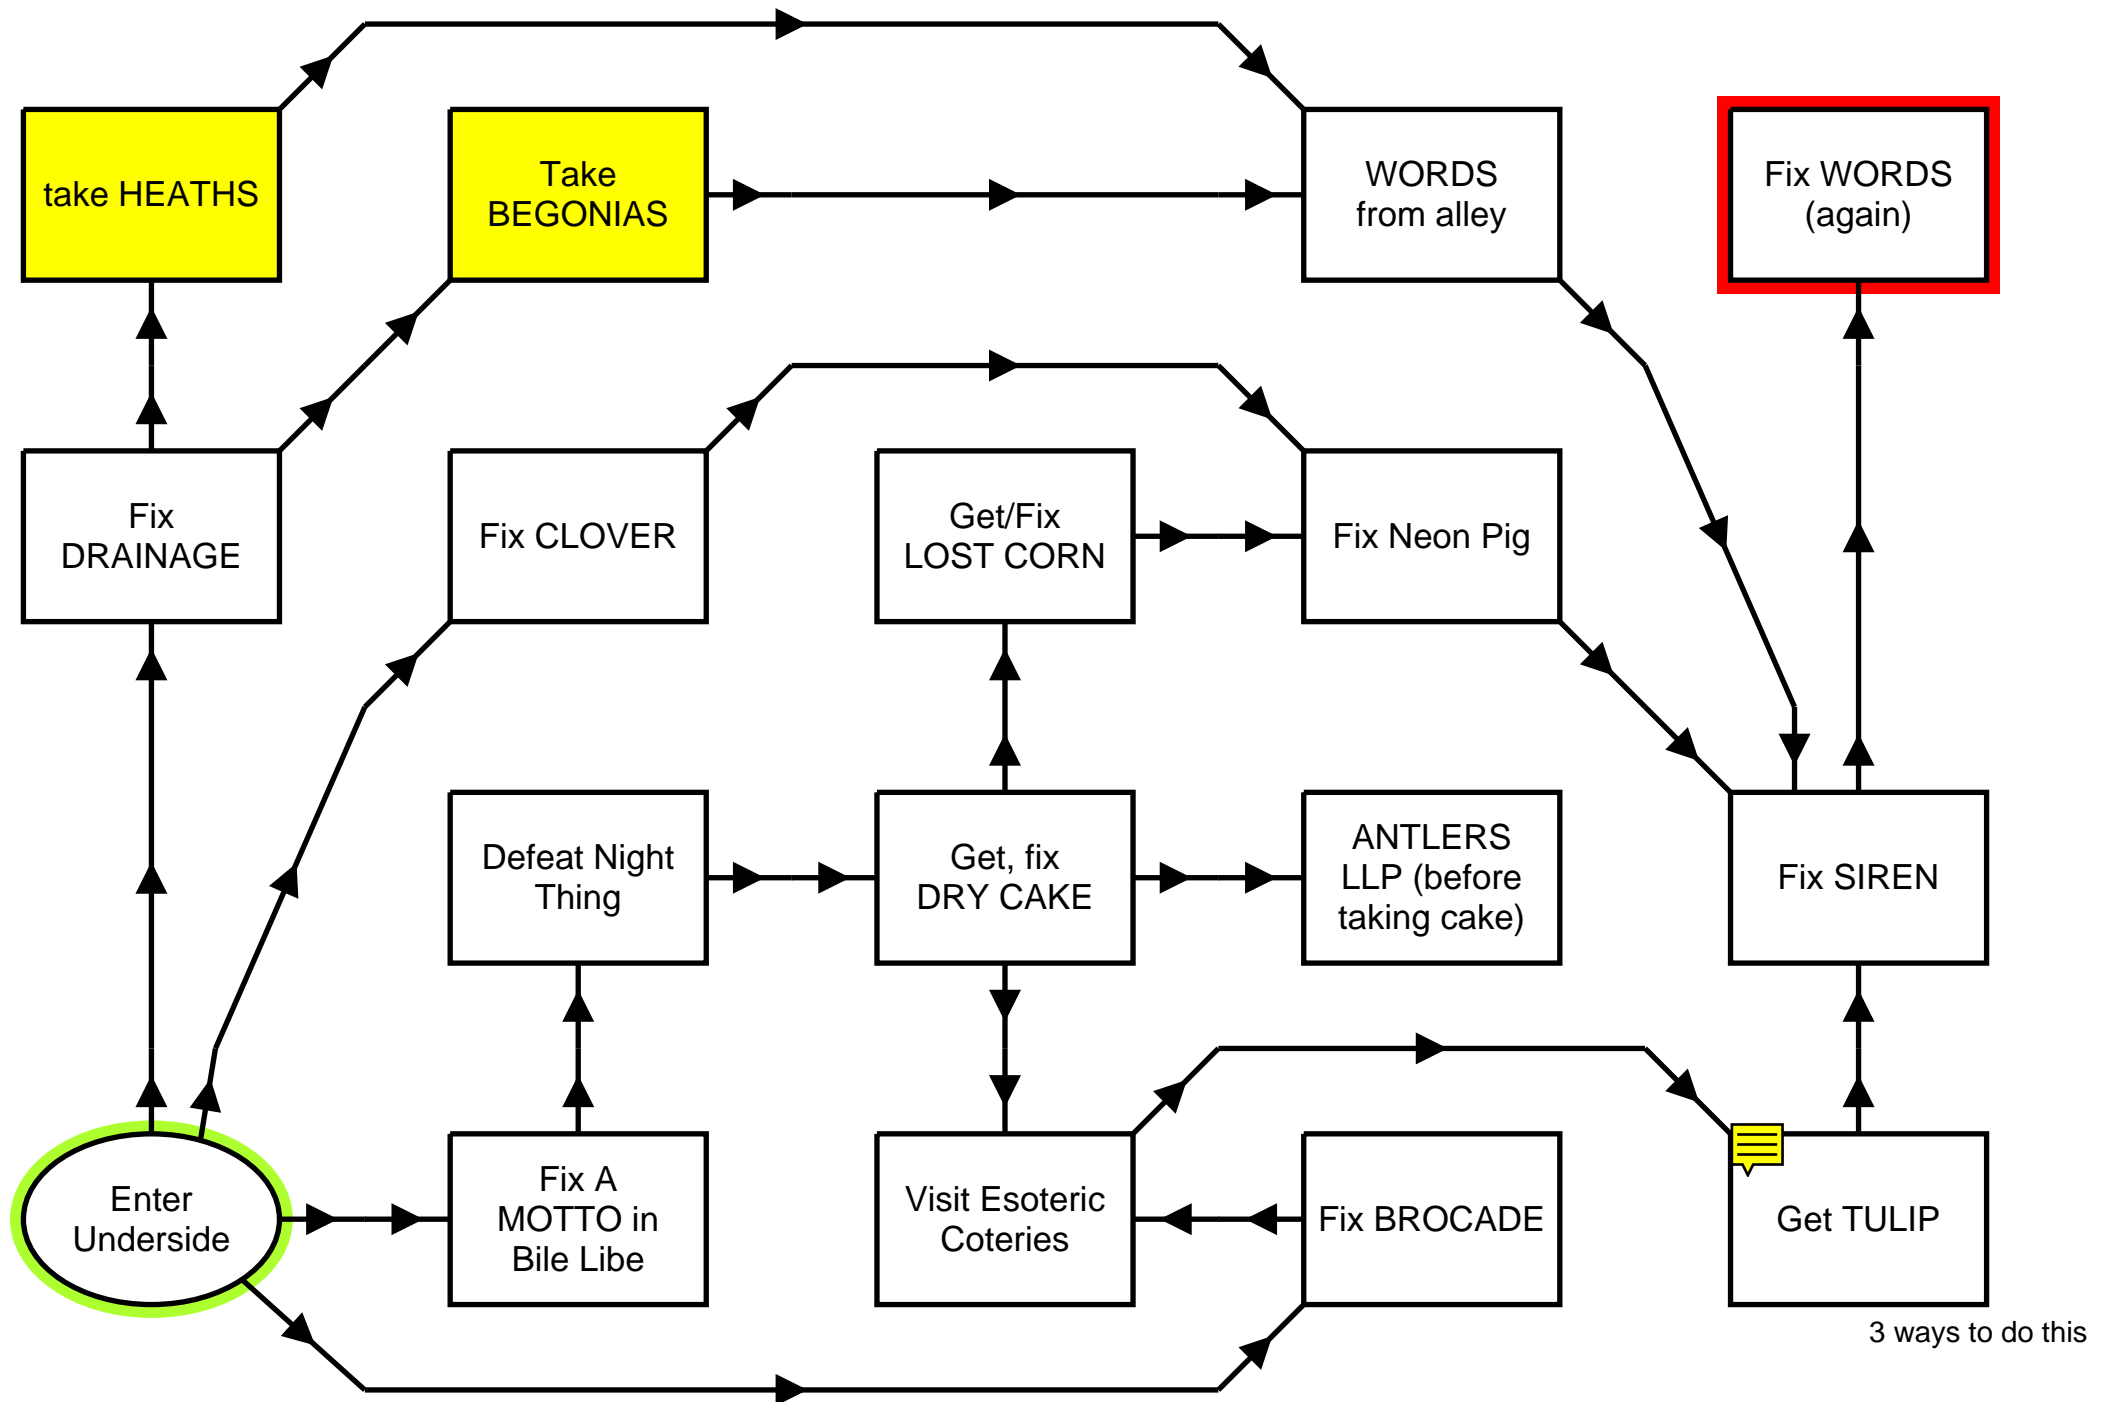 take HEATHS
Take
BEGONIAS
WORDS
from alley
Fix WORDS
(again)
Fix
DRAINAGE
Fix CLOVER
Get/Fix
LOST CORN
Fix Neon Pig
Defeat Night
Thing
Get, fix
DRY CAKE
ANTLERS
LLP (before
taking cake)
Fix SIREN
Enter
Underside
Fix A
MOTTO in
Bile Libe
Visit Esoteric
Coteries
Fix BROCADE
Get TULIP
3 ways to do this